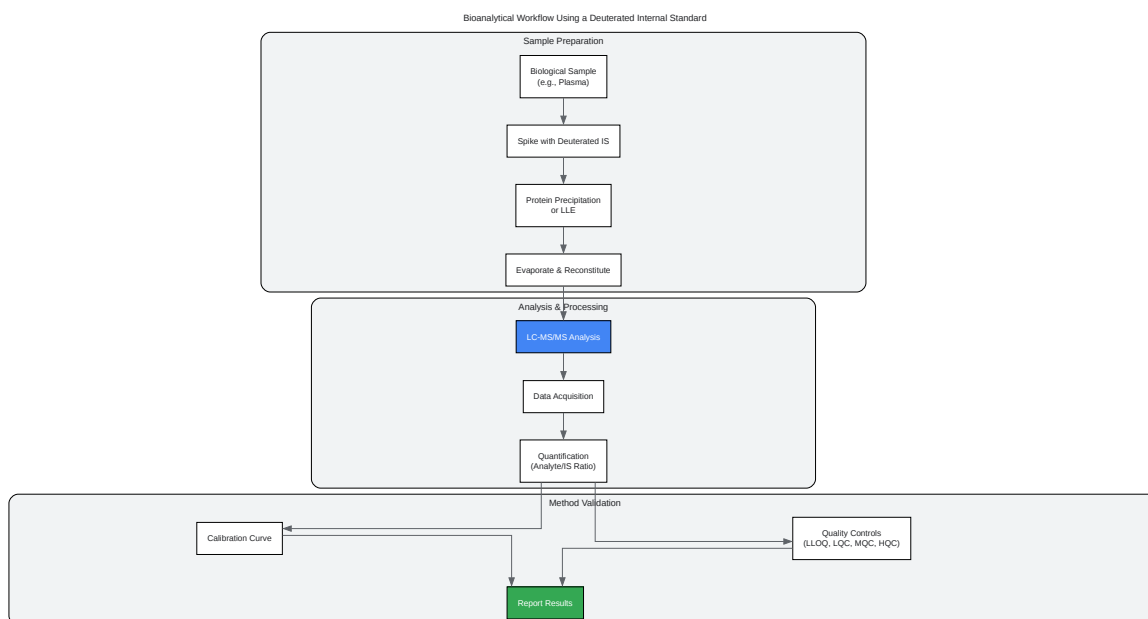 Bioanalytical Workflow Using a Deuterated Internal Standard
Sample Preparation
Biological Sample
(e.g., Plasma)
Spike with Deuterated IS
Protein Precipitation
or LLE
Evaporate & Reconstitute
Analysis & Processing
LC-MS/MS Analysis
Data Acquisition
Quantification
(Analyte/IS Ratio)
Method Validation
Calibration Curve
Quality Controls
(LLOQ, LQC, MQC, HQC)
Report Results